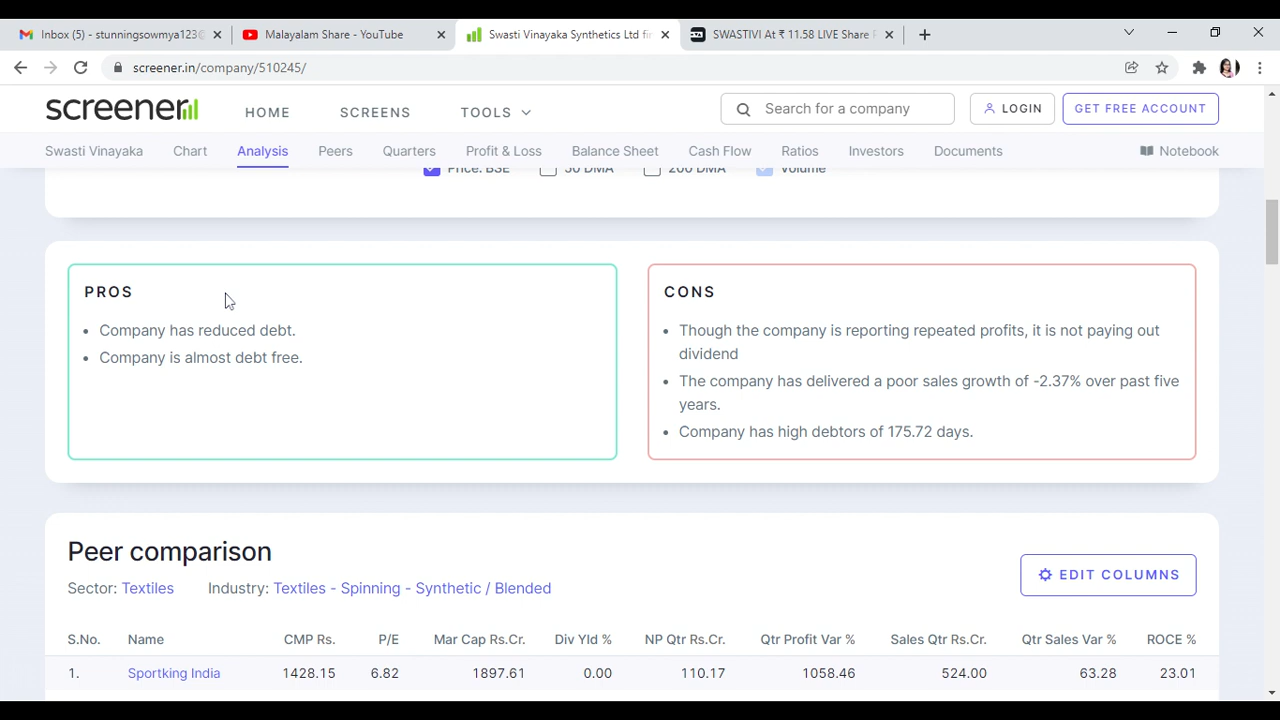 Inbox (5) - stunningsowmya123@
Malayalam Share - YouTube
Swasti Vinayaka Synthetics Ltd fin
SWASTIVI At ₹ 11.58 LIVE Share P
screener.in/company/510245/
screener
HOME
SCREENS
TOOLS
Search for a company
LOGIN
GET FREE ACCOUNT
Swasti Vinayaka
Chart
Analysis
Peers
Quarters
Profit & Loss
Balance Sheet
Cash Flow
Ratios
Investors
Documents
Notebook
Price: BSE
50 DMA
200 DMA
Volume
PROS
• Company has reduced debt.
• Company is almost debt free.
CONS
• Though the company is reporting repeated profits, it is not paying out
dividend
• The company has delivered a poor sales growth of -2.37% over past five
years.
• Company has high debtors of 175.72 days.
Peer comparison
Sector: Textiles Industry: Textiles - Spinning - Synthetic / Blended
EDIT COLUMNS
S.No. Name CMP Rs. P/E Mar Cap Rs.Cr. Div Yld % NP Qtr Rs.Cr. Qtr Profit Var % Sales Qtr Rs.Cr. Qtr Sales Var % ROCE %
1. Sportking India 1428.15 6.82 1897.61 0.00 110.17 1058.46 524.00 63.28 23.01